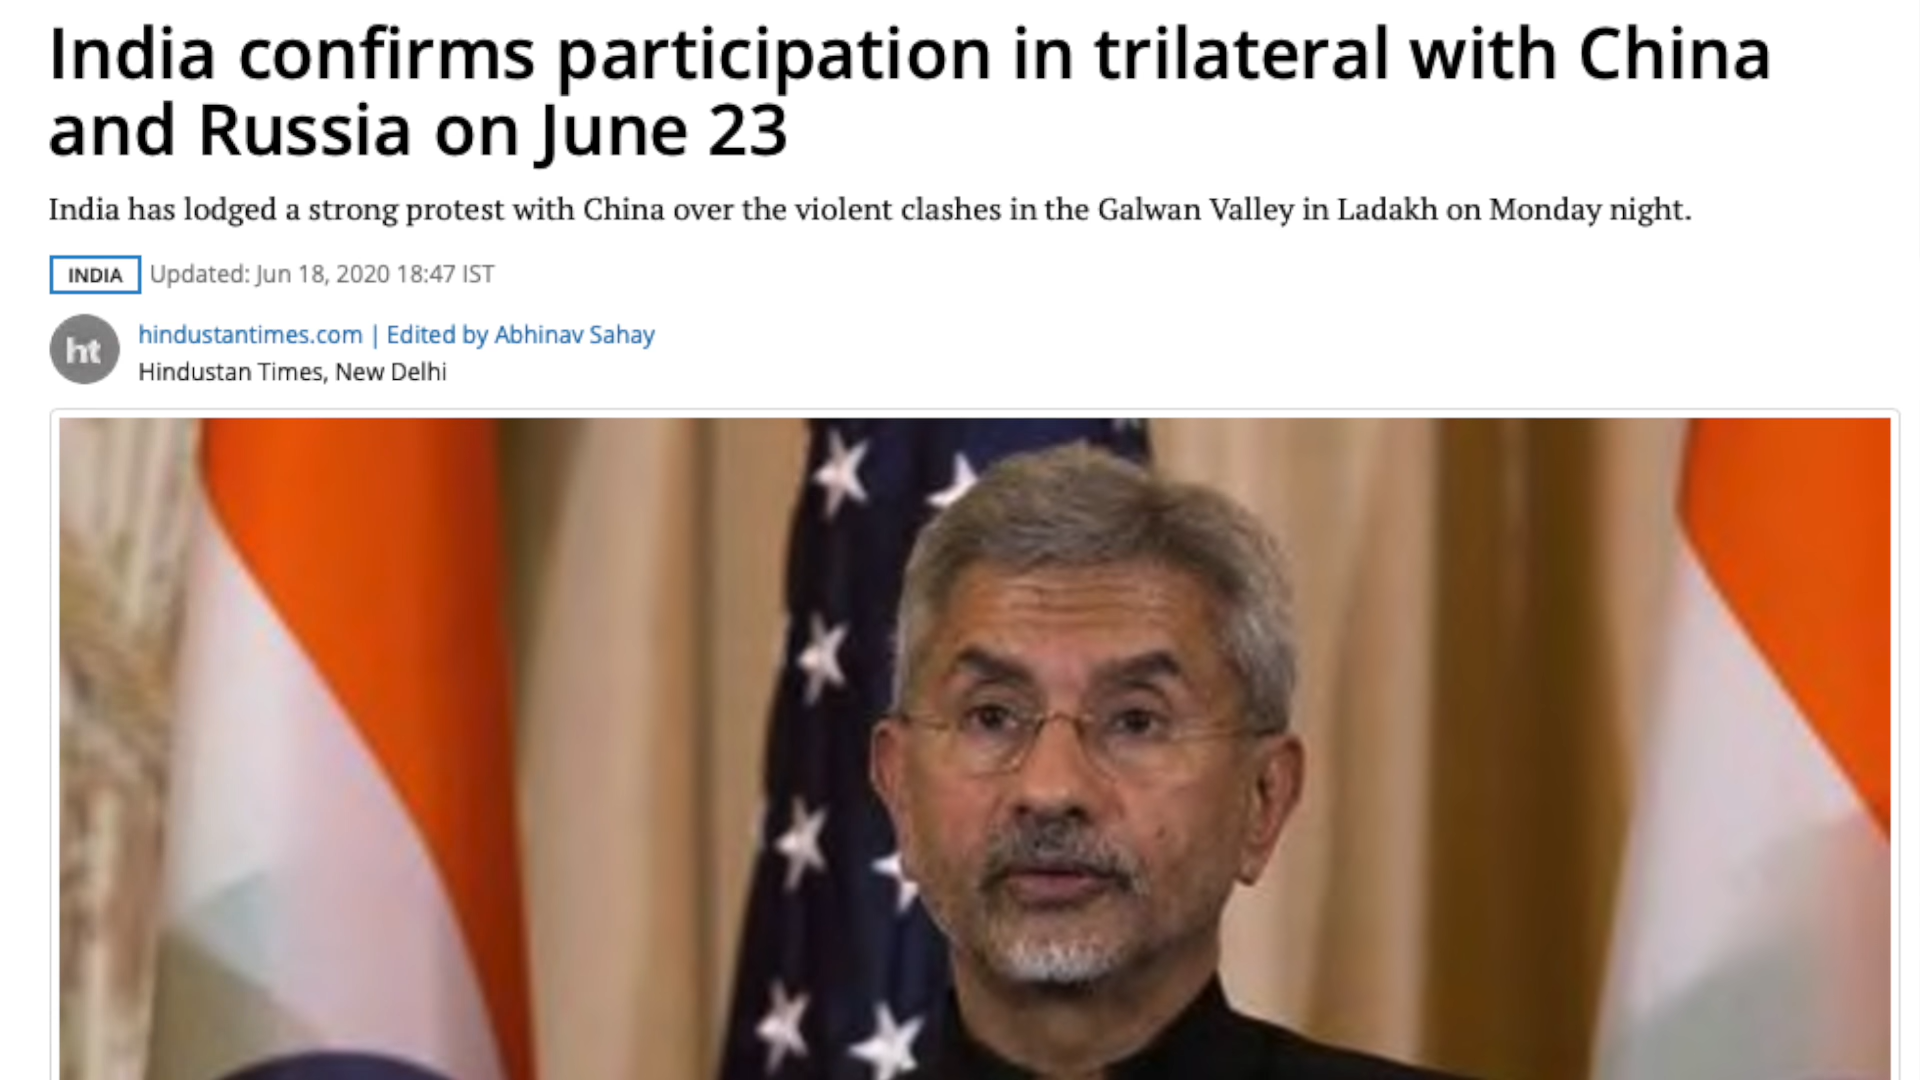 India confirms participation in trilateral with China
and Russia on June 23
India has lodged a strong protest with China over the violent clashes in the Galwan Valley in Ladakh on Monday night.
INDIA Updated: Jun 18, 2020 18:47 IST
ht
hindustantimes.com | Edited by Abhinav Sahay
Hindustan Times, New Delhi